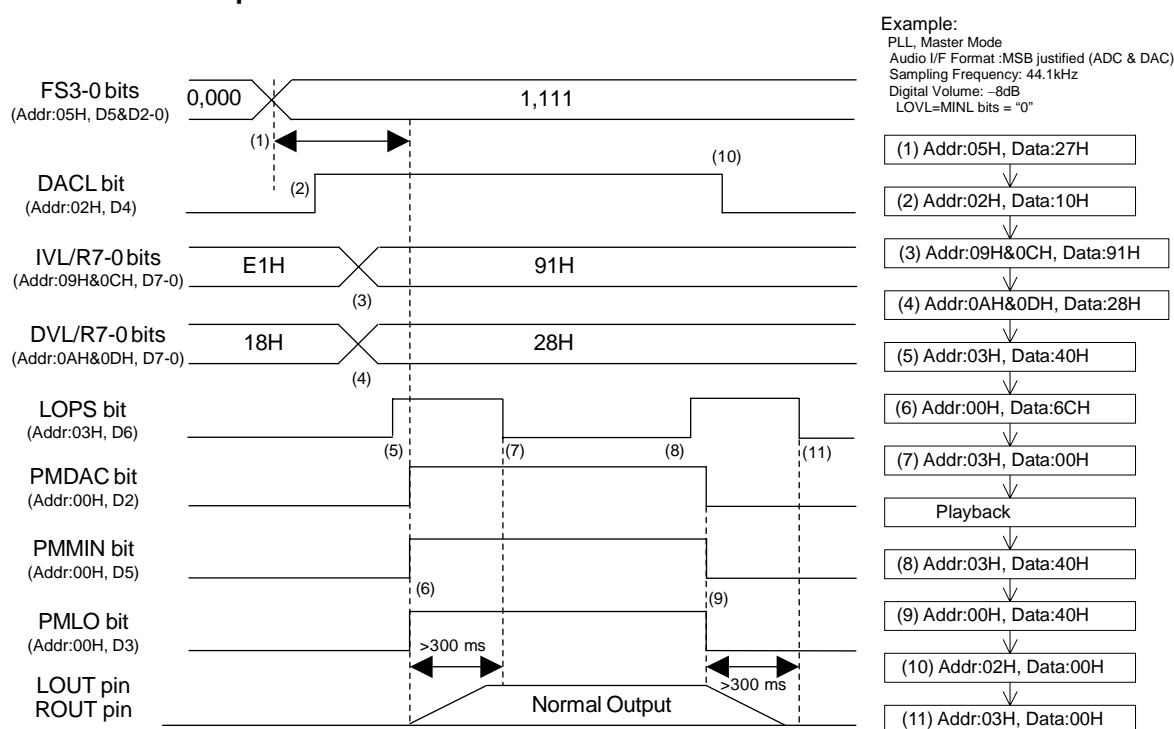 Example:
PLL, Master Mode
Audio I/F Format :MSB justified (ADC & DAC)
Sampling Frequency: 44.1kHz
Digital Volume: −8dB
LOVL=MINL bits = “0”
FS3-0 bits
(Addr:05H, D5&D2-0)
0,000
1,111
(1)
DACL bit
(Addr:02H, D4)
(2)
(10)
IVL/R7-0 bits
(Addr:09H&0CH, D7-0)
E1H
91H
(3)
DVL/R7-0 bits
(Addr:0AH&0DH, D7-0)
18H
28H
(4)
LOPS bit
(Addr:03H, D6)
(5)
(7)
(8)
(11)
PMDAC bit
(Addr:00H, D2)
PMMIN bit
(Addr:00H, D5)
(6)
(9)
PMLO bit
(Addr:00H, D3)
>300 ms
>300 ms
LOUT pin
ROUT pin
Normal Output
(1) Addr:05H, Data:27H
(2) Addr:02H, Data:10H
(3) Addr:09H&0CH, Data:91H
(4) Addr:0AH&0DH, Data:28H
(5) Addr:03H, Data:40H
(6) Addr:00H, Data:6CH
(7) Addr:03H, Data:00H
Playback
(8) Addr:03H, Data:40H
(9) Addr:00H, Data:40H
(10) Addr:02H, Data:00H
(11) Addr:03H, Data:00H